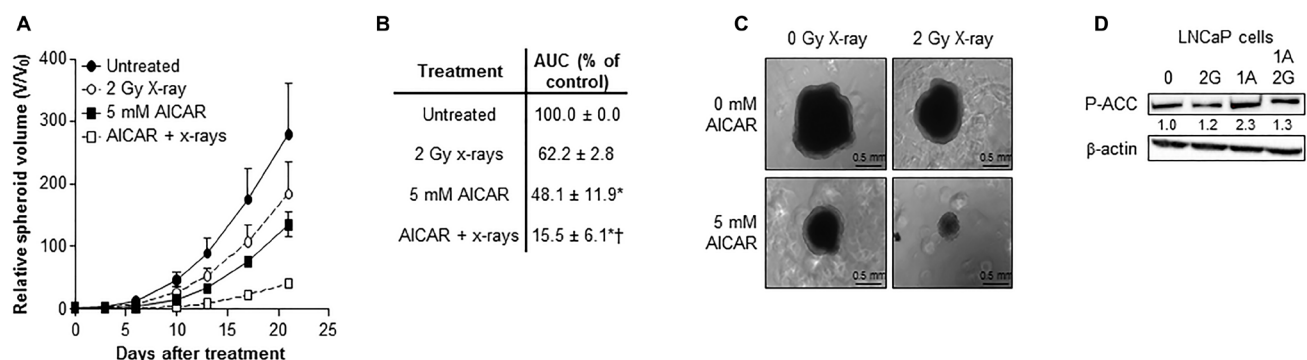 A
Relative spheroid volume (V/V₀)
400
300
200
100
0
Untreated
2 Gy X-ray
5 mM AICAR
AICAR + x-rays
0 5 10 15 20 25
Days after treatment
B
Treatment AUC (% of control)
Untreated 100.0 ± 0.0
2 Gy x-rays 62.2 ± 2.8
5 mM AICAR 48.1 ± 11.9*
AICAR + x-rays 15.5 ± 6.1*†
C
0 Gy X-ray 2 Gy X-ray
0 mM
AICAR
0.5 mm 0.5 mm
5 mM
AICAR
0.5 mm 0.5 mm
D
LNCaP cells
1A
0 2G 1A 2G
P-ACC
1.0 1.2 2.3 1.3
β-actin